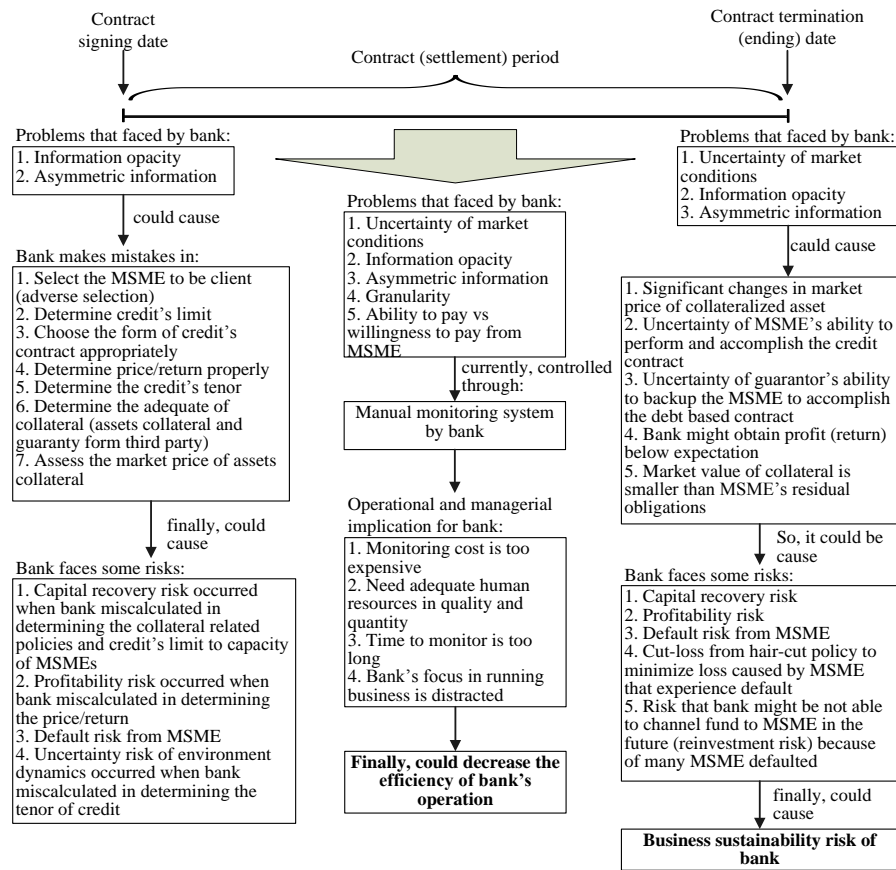 Contract
signing date
Contract termination
(ending) date
Contract (settlement) period
Problems that faced by bank:
1. Information opacity
2. Asymmetric information
could cause
Bank makes mistakes in:
1. Select the MSME to be client
(adverse selection)
2. Determine credit's limit
3. Choose the form of credit's
contract appropriately
4. Determine price/return properly
5. Determine the credit's tenor
6. Determine the adequate of
collateral (assets collateral and
guaranty form third party)
7. Assess the market price of assets
collateral
finally, could
cause
Bank faces some risks:
1. Capital recovery risk occurred
when bank miscalculated in
determining the collateral related
policies and credit's limit to capacity
of MSMEs
2. Profitability risk occurred when
bank miscalculated in determining
the price/return
3. Default risk from MSME
4. Uncertainty risk of environment
dynamics occurred when bank
miscalculated in determining the
tenor of credit
Problems that faced by bank:
1. Uncertainty of market
conditions
2. Information opacity
3. Asymmetric information
4. Granularity
5. Ability to pay vs
willingness to pay from
MSME
currently, controlled
through:
Manual monitoring system
by bank
Operational and managerial
implication for bank:
1. Monitoring cost is too
expensive
2. Need adequate human
resources in quality and
quantity
3. Time to monitor is too
long
4. Bank's focus in running
business is distracted
Finally, could decrease the
efficiency of bank's
operation
Problems that faced by bank:
1. Uncertainty of market
conditions
2. Information opacity
3. Asymmetric information
could cause
1. Significant changes in market
price of collateralized asset
2. Uncertainty of MSME's ability to
perform and accomplish the credit
contract
3. Uncertainty of guarantor's ability
to backup the MSME to accomplish
the debt based contract
4. Bank might obtain profit (return)
below expectation
5. Market value of collateral is
smaller than MSME's residual
obligations
So, it could be
cause
Bank faces some risks:
1. Capital recovery risk
2. Profitability risk
3. Default risk from MSME
4. Cut-loss from hair-cut policy to
minimize loss caused by MSME
that experience default
5. Risk that bank might be not able
to channel fund to MSME in the
future (reinvestment risk) because
of many MSME defaulted
finally, could
cause
Business sustainability risk of
bank